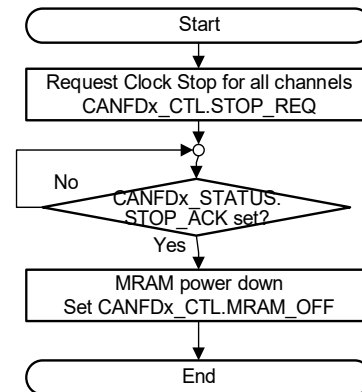 Start
Request Clock Stop for all channels
CANFDx_CTL.STOP_REQ
No
CANFDx_STATUS.
STOP_ACK set?
Yes
MRAM power down
Set CANFDx_CTL.MRAM_OFF
End